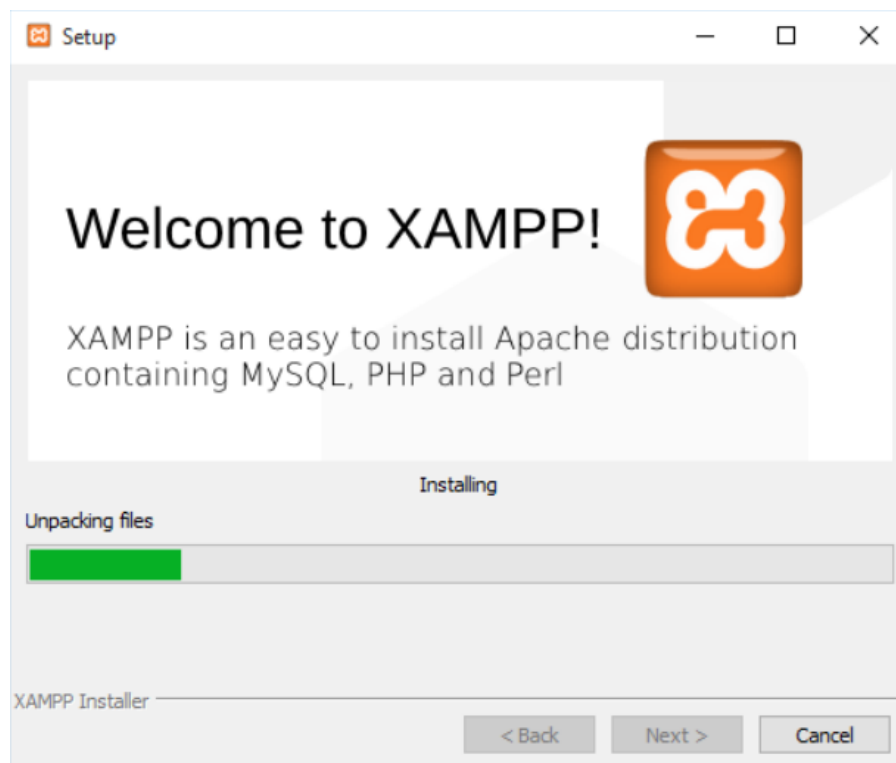 Setup
Welcome to XAMPP!
XAMPP is an easy to install Apache distribution
containing MySQL, PHP and Perl
Installing
Unpacking files
XAMPP Installer
< Back Next > Cancel